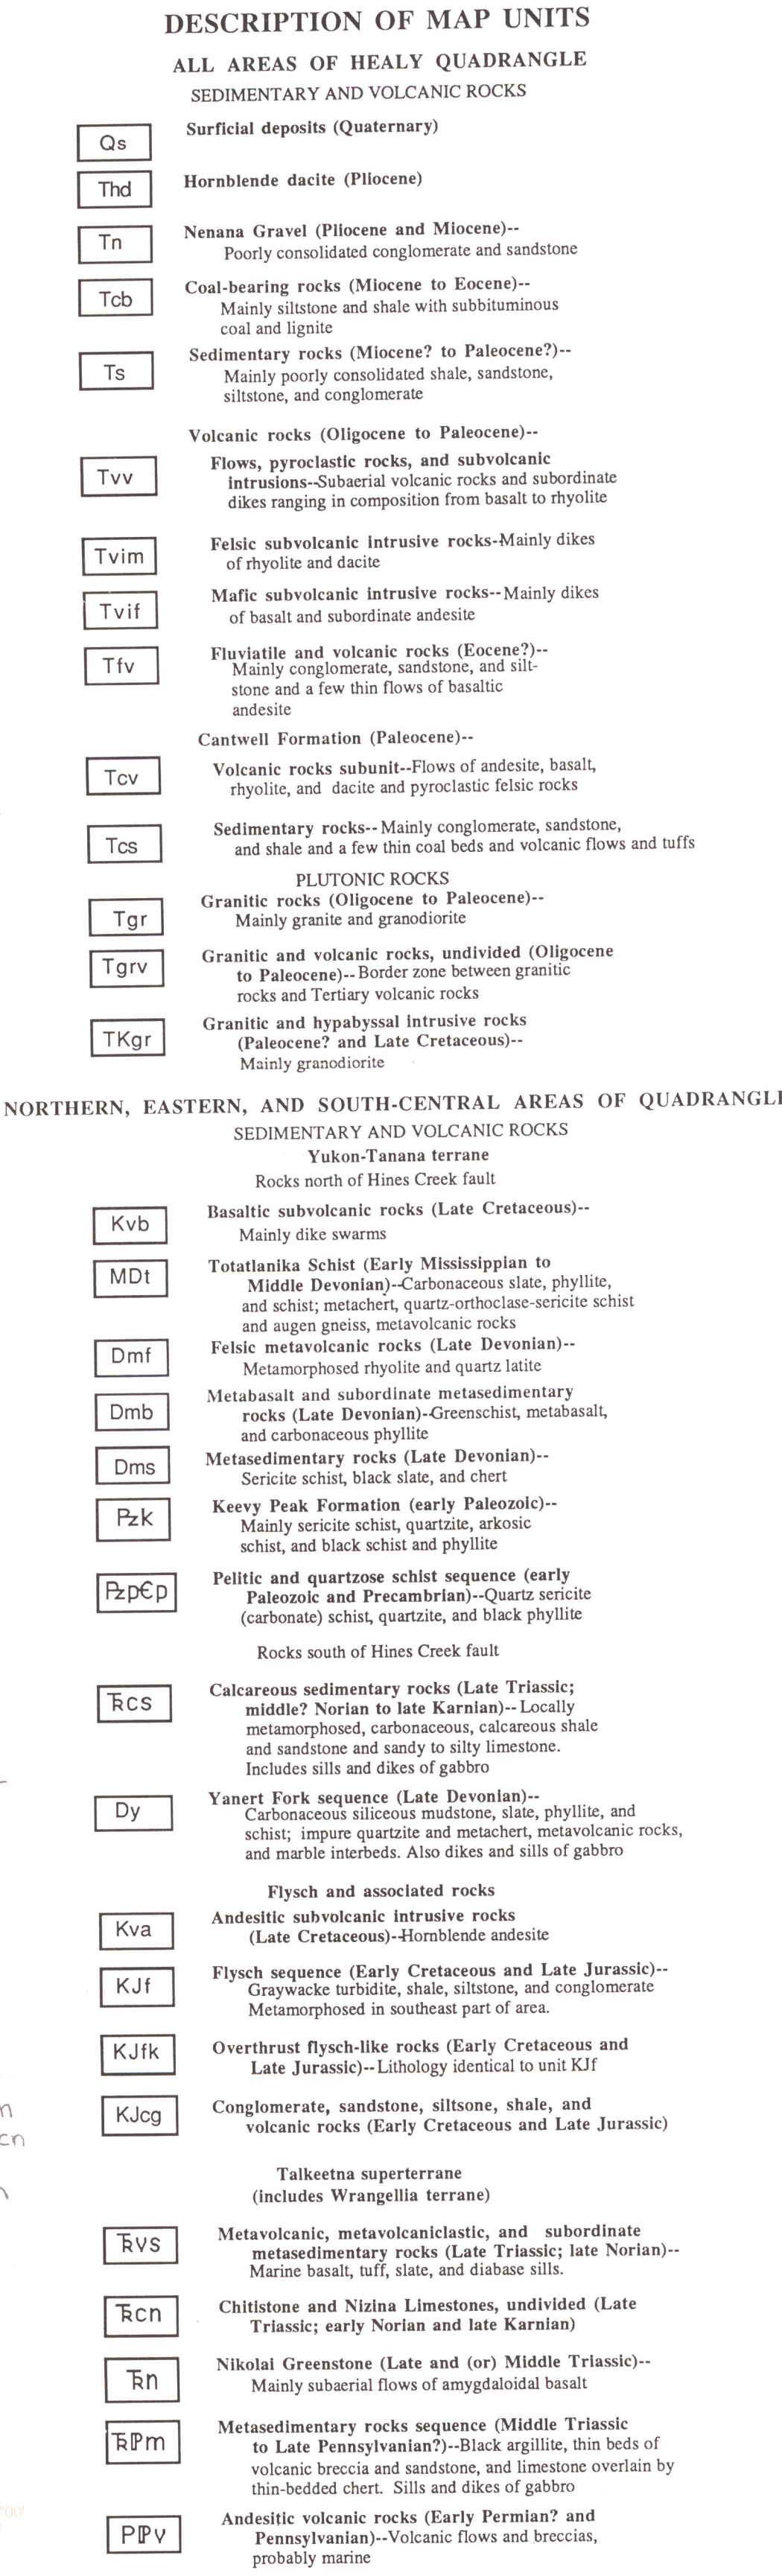 DESCRIPTION OF MAP UNITS
ALL AREAS OF HEALY QUADRANGLE
SEDIMENTARY AND VOLCANIC ROCKS
Qs Surficial deposits (Quaternary)
Thd Hornblende dacite (Pliocene)
Tn Nenana Gravel (Pliocene and Miocene)--
Poorly consolidated conglomerate and sandstone
Tcb Coal-bearing rocks (Miocene to Eocene)--
Mainly siltstone and shale with subbituminous
coal and lignite
Ts Sedimentary rocks (Miocene? to Paleocene?)--
Mainly poorly consolidated shale, sandstone,
siltstone, and conglomerate
Volcanic rocks (Oligocene to Paleocene)--
Tvv Flows, pyroclastic rocks, and subvolcanic
intrusions--Subaerial volcanic rocks and subordinate
dikes ranging in composition from basalt to rhyolite
Tvim Felsic subvolcanic intrusive rocks-Mainly dikes
of rhyolite and dacite
Tvif Mafic subvolcanic intrusive rocks--Mainly dikes
of basalt and subordinate andesite
Tfv Fluviatile and volcanic rocks (Eocene?)--
Mainly conglomerate, sandstone, and silt-
stone and a few thin flows of basaltic
andesite
Cantwell Formation (Paleocene)--
Tcv Volcanic rocks subunit--Flows of andesite, basalt,
rhyolite, and dacite and pyroclastic felsic rocks
Tcs Sedimentary rocks--Mainly conglomerate, sandstone,
and shale and a few thin coal beds and volcanic flows and tuffs
PLUTONIC ROCKS
Tgr Granitic rocks (Oligocene to Paleocene)--
Mainly granite and granodiorite
Tgrv Granitic and volcanic rocks, undivided (Oligocene
to Paleocene)--Border zone between granitic
rocks and Tertiary volcanic rocks
TKgr Granitic and hypabyssal intrusive rocks
(Paleocene? and Late Cretaceous)--
Mainly granodiorite
NORTHERN, EASTERN, AND SOUTH-CENTRAL AREAS OF QUADRANGLE
SEDIMENTARY AND VOLCANIC ROCKS
Yukon-Tanana terrane
Rocks north of Hines Creek fault
Kvb Basaltic subvolcanic rocks (Late Cretaceous)--
Mainly dike swarms
MDt Totatlanika Schist (Early Mississippian to
Middle Devonian)--Carbonaceous slate, phyllite,
and schist; metachert, quartz-orthoclase-sericite schist
and augen gneiss, metavolcanic rocks
Dmf Felsic metavolcanic rocks (Late Devonian)--
Metamorphosed rhyolite and quartz latite
Dmb Metabasalt and subordinate metasedimentary
rocks (Late Devonian)--Greenschist, metabasalt,
and carbonaceous phyllite
Dms Metasedimentary rocks (Late Devonian)--
Sericite schist, black slate, and chert
Pzk Keevy Peak Formation (early Paleozoic)--
Mainly sericite schist, quartzite, arkosic
schist, and black schist and phyllite
Pzp€p Pelitic and quartzose schist sequence (early
Paleozoic and Precambrian)--Quartz sericite
(carbonate) schist, quartzite, and black phyllite
Rocks south of Hines Creek fault
TRcs Calcareous sedimentary rocks (Late Triassic;
middle? Norian to late Karnian)--Locally
metamorphosed, carbonaceous, calcareous shale
and sandstone and sandy to silty limestone.
Includes sills and dikes of gabbro
Dy Yanert Fork sequence (Late Devonian)--
Carbonaceous siliceous mudstone, slate, phyllite, and
schist; impure quartzite and metachert, metavolcanic rocks,
and marble interbeds. Also dikes and sills of gabbro
Flysch and associated rocks
Kva Andesitic subvolcanic intrusive rocks
(Late Cretaceous)--Hornblende andesite
KJf Flysch sequence (Early Cretaceous and Late Jurassic)--
Graywacke turbidite, shale, siltstone, and conglomerate
Metamorphosed in southeast part of area.
KJfk Overthrust flysch-like rocks (Early Cretaceous and
Late Jurassic)--Lithology identical to unit KJf
KJcg Conglomerate, sandstone, siltsone, shale, and
volcanic rocks (Early Cretaceous and Late Jurassic)
cn
Talkeetna superterrane
(includes Wrangellia terrane)
TRvs Metavolcanic, metavolcaniclastic, and subordinate
metasedimentary rocks (Late Triassic; late Norian)--
Marine basalt, tuff, slate, and diabase sills.
TRcn Chitistone and Nizina Limestones, undivided (Late
Triassic; early Norian and late Karnian)
TRn Nikolai Greenstone (Late and (or) Middle Triassic)--
Mainly subaerial flows of amygdaloidal basalt
TRIPm Metasedimentary rocks sequence (Middle Triassic
to Late Pennsylvanian?)--Black argillite, thin beds of
volcanic breccia and sandstone, and limestone overlain by
thin-bedded chert. Sills and dikes of gabbro
PIPv Andesitic volcanic rocks (Early Permian? and
Pennsylvanian)--Volcanic flows and breccias,
probably marine